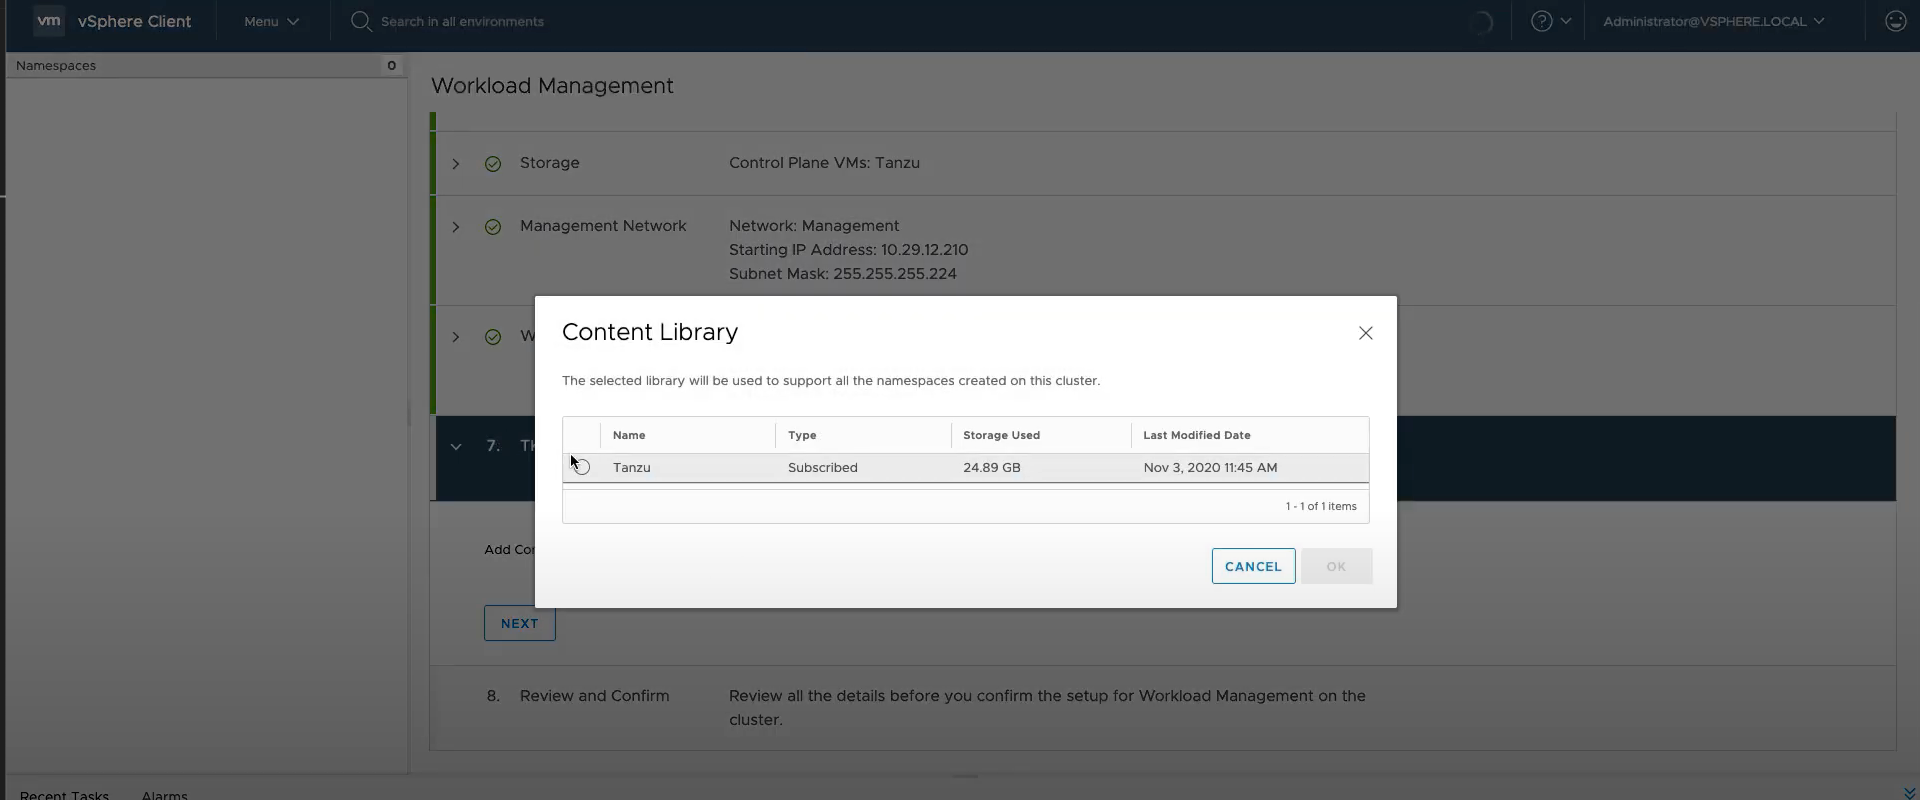 vm vSphere Client Menu Search in all environments Administrator@VSPHERE.LOCAL
Namespaces 0
Workload Management
Storage Control Plane VMs: Tanzu
Management Network Network: Management
Starting IP Address: 10.29.12.210
Subnet Mask: 255.255.255.224
Content Library
The selected library will be used to support all the namespaces created on this cluster.
Name Type Storage Used Last Modified Date
Tanzu Subscribed 24.89 GB Nov 3, 2020 11:45 AM
1 - 1 of 1 items
CANCEL OK
7.
Add
NEXT
8. Review and Confirm Review all the details before you confirm the setup for Workload Management on the
cluster.
Recent Tasks Alarms